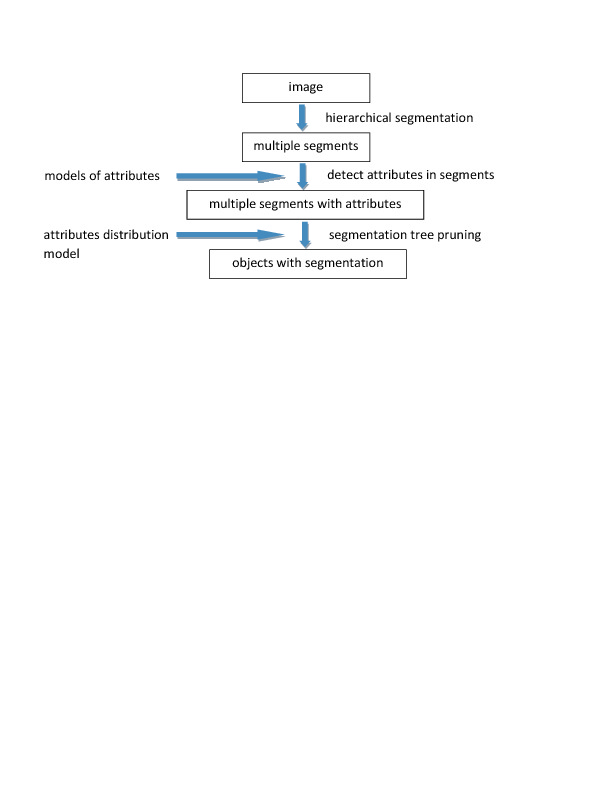 image
hierarchical segmentation
multiple segments
models of attributes
detect attributes in segments
multiple segments with attributes
attributes distribution
model
segmentation tree pruning
objects with segmentation